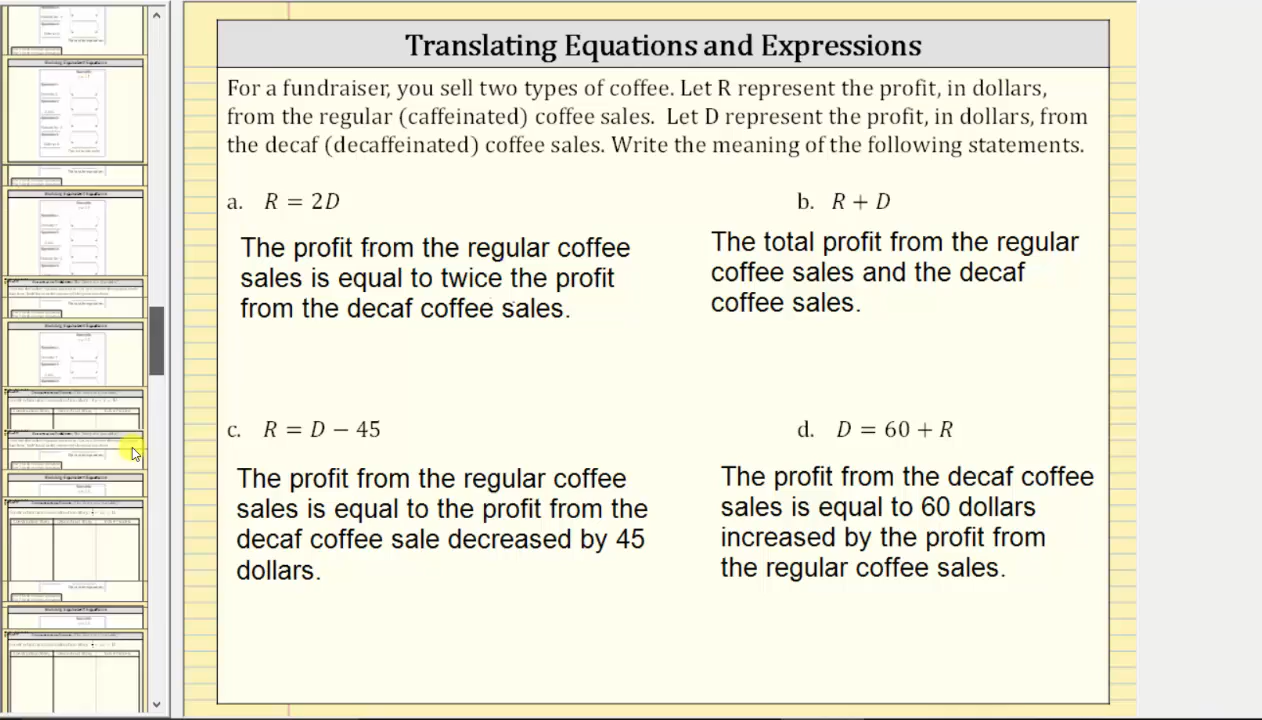 Translating Equations and Expressions
For a fundraiser, you sell two types of coffee. Let R represent the profit, in dollars,
from the regular (caffeinated) coffee sales. Let D represent the profit, in dollars, from
the decaf (decaffeinated) coffee sales. Write the meaning of the following statements.
a. R = 2D
The profit from the regular coffee
sales is equal to twice the profit
from the decaf coffee sales.
b. R + D
The total profit from the regular
coffee sales and the decaf
coffee sales.
c. R = D − 45
The profit from the regular coffee
sales is equal to the profit from the
decaf coffee sale decreased by 45
dollars.
d. D = 60 + R
The profit from the decaf coffee
sales is equal to 60 dollars
increased by the profit from
the regular coffee sales.